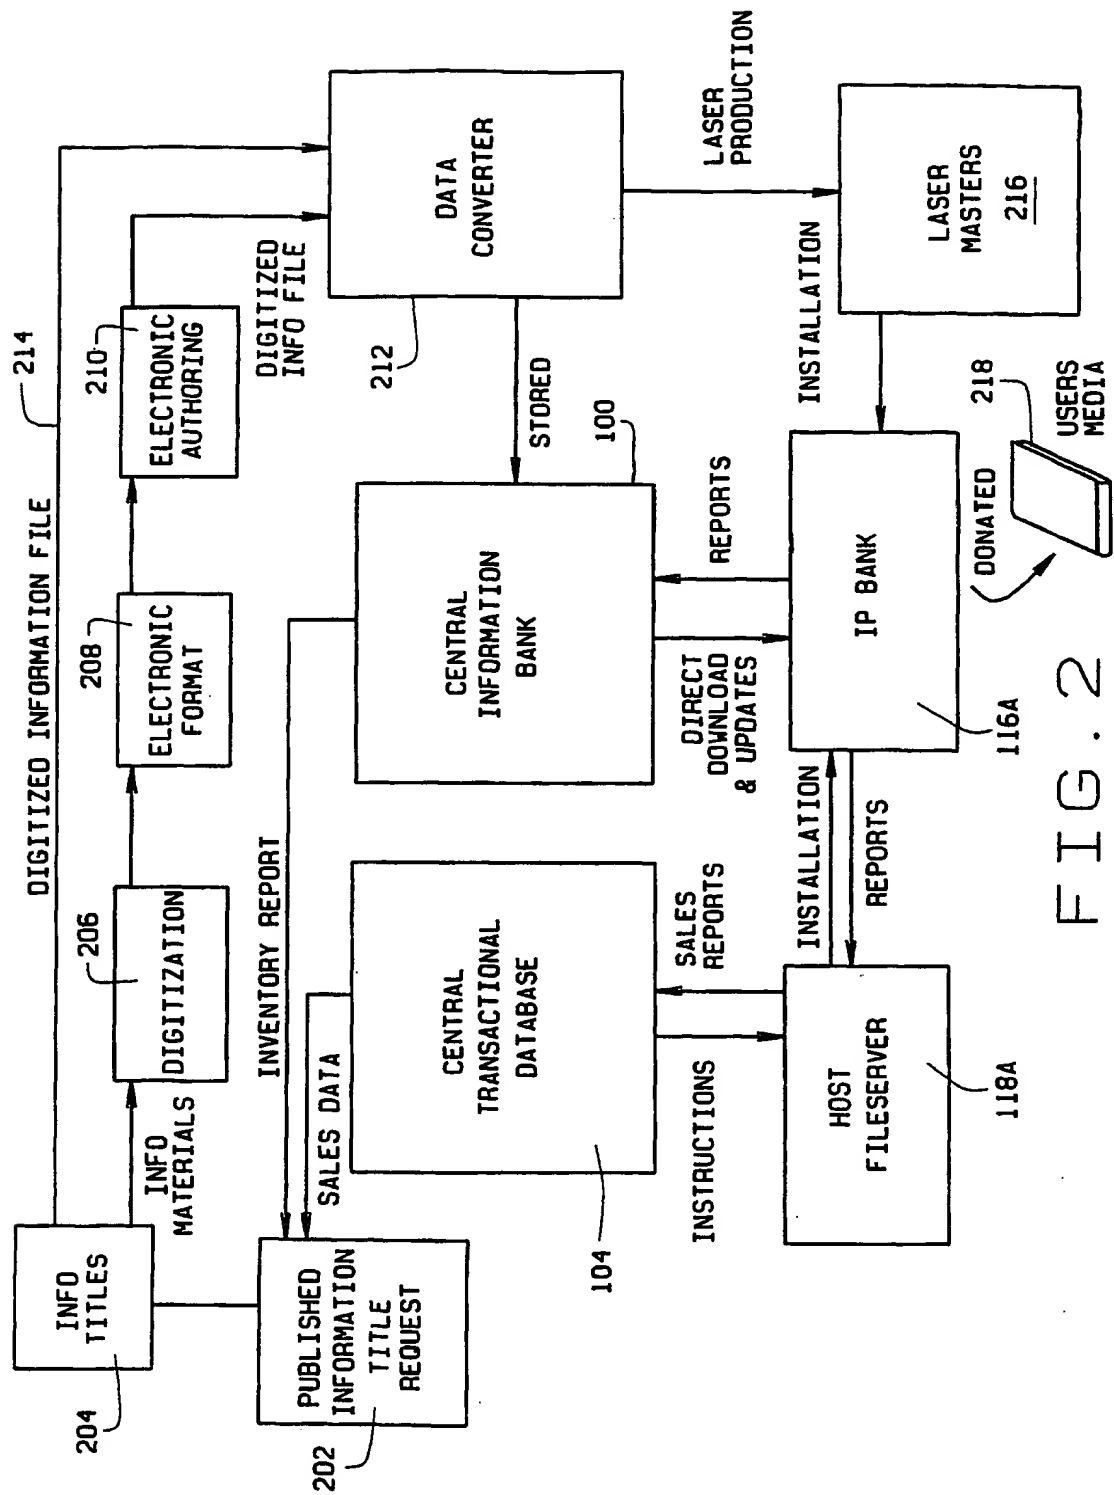 DIGITIZED INFORMATION FILE
214
204
INFO
TITLES
INFO
MATERIALS
206
DIGITIZATION
208
ELECTRONIC
FORMAT
210
ELECTRONIC
AUTHORING
DIGITIZED
INFO FILE
202
PUBLISHED
INFORMATION
TITLE
REQUEST
INVENTORY REPORT
SALES DATA
CENTRAL
TRANSACTIONAL
DATABASE
104
CENTRAL
INFORMATION
BANK
100
STORED
212
DATA
CONVERTER
INSTRUCTIONS
SALES
REPORTS
DIRECT
DOWNLOAD
& UPDATES
REPORTS
LASER
PRODUCTION
HOST
FILESERVER
118A
INSTALLATION
REPORTS
IP BANK
116A
INSTALLATION
LASER
MASTERS
216
DONATED
218
USERS
MEDIA
FIG. 2